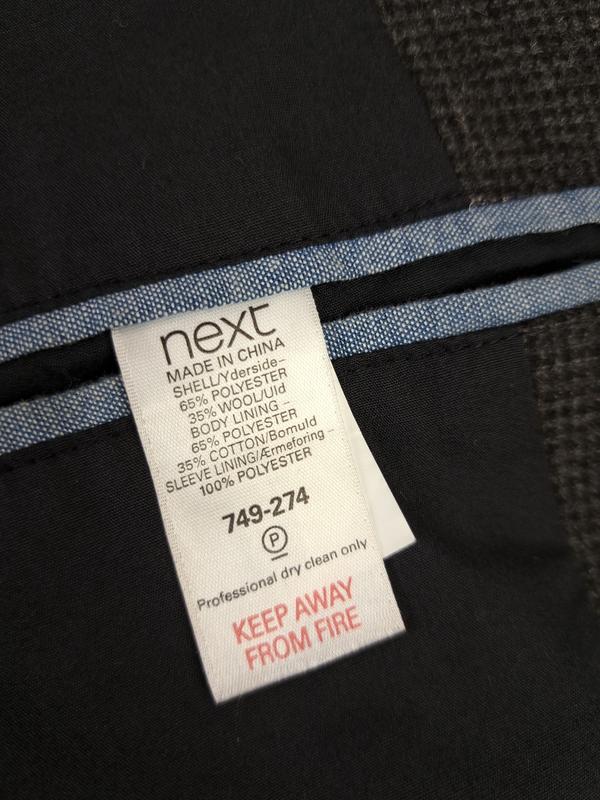 next
MADE IN CHINA
SHELL/Yderside–
65% POLYESTER
35% WOOL/Uld
BODY LINING –
65% POLYESTER
35% COTTON/Bomuld
SLEEVE LINING/Ærmeforing –
100% POLYESTER
749-274
P
Professional dry clean only
KEEP AWAY
FROM FIRE